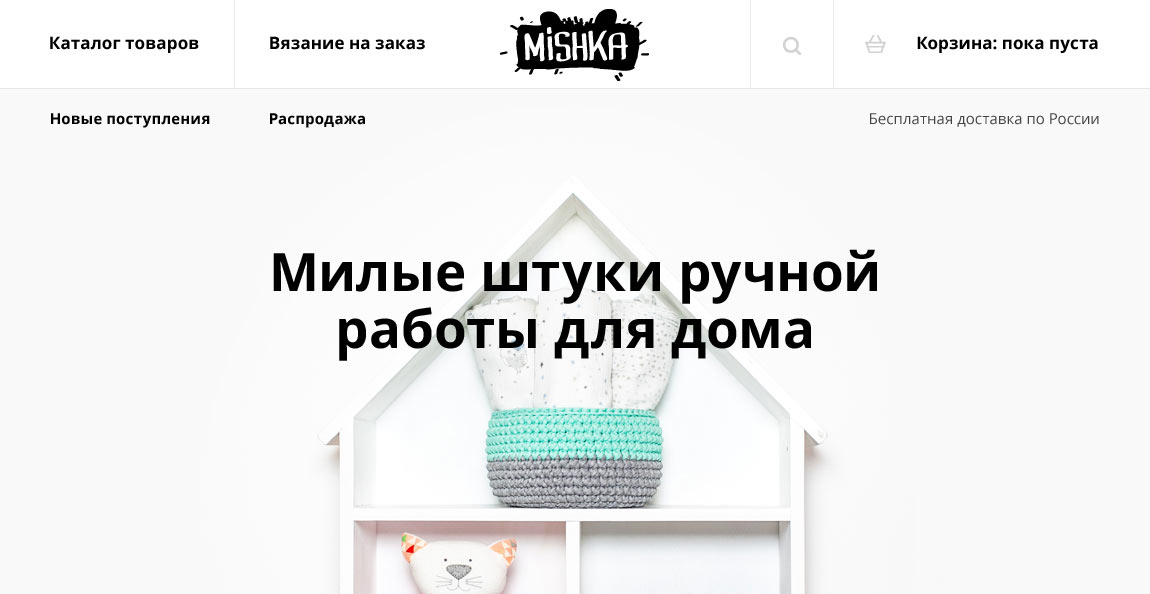 Каталог товаров
Вязание на заказ
MiSHKA
Корзина: пока пуста
Новые поступления
Распродажа
Бесплатная доставка по России
Милые штуки ручной
работы для дома